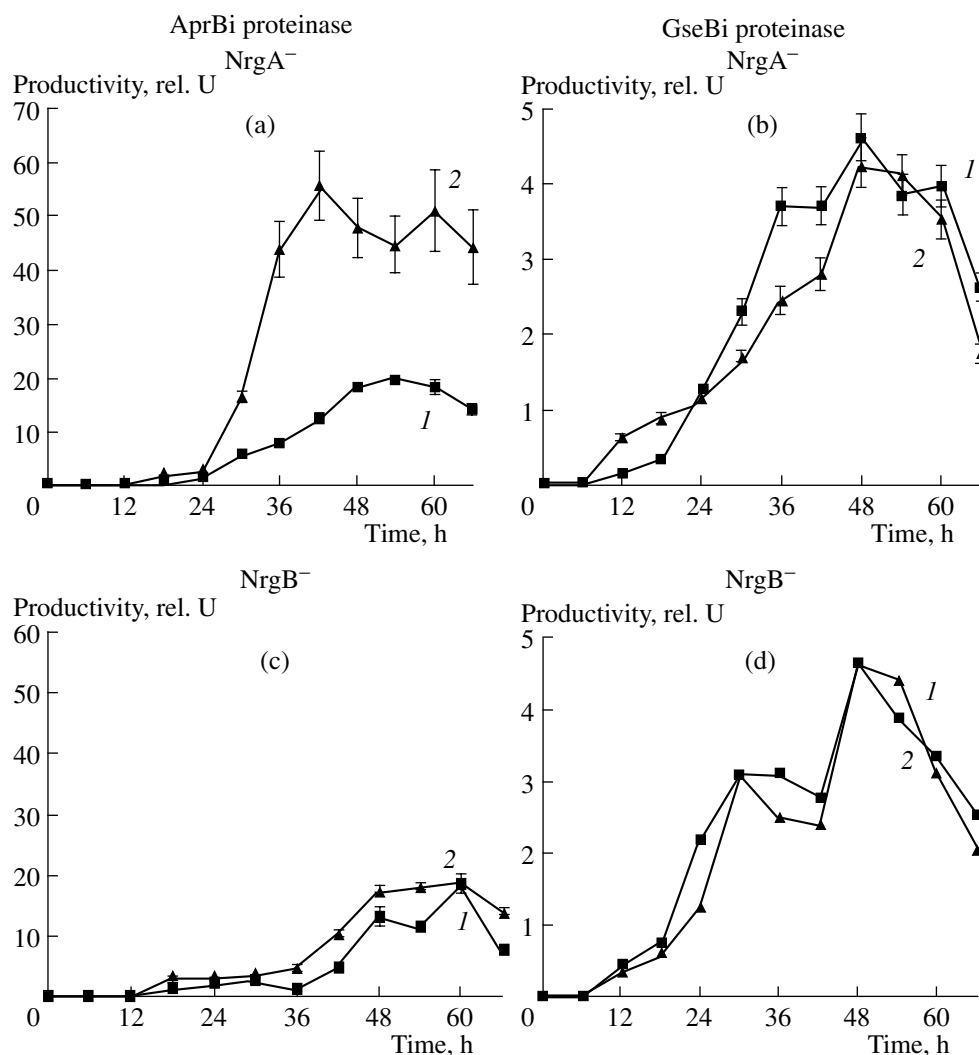 AprBi proteinase
NrgA⁻
Productivity, rel. U
70
60
50
40
30
20
10
0
(a)
2
1
12 24 36 48 60
Time, h
GseBi proteinase
NrgA⁻
Productivity, rel. U
5
4
3
2
1
0
(b)
1
2
12 24 36 48 60
Time, h
NrgB⁻
Productivity, rel. U
60
50
40
30
20
10
0
(c)
2
1
12 24 36 48 60
Time, h
NrgB⁻
Productivity, rel. U
5
4
3
2
1
0
(d)
1
2
12 24 36 48 60
Time, h